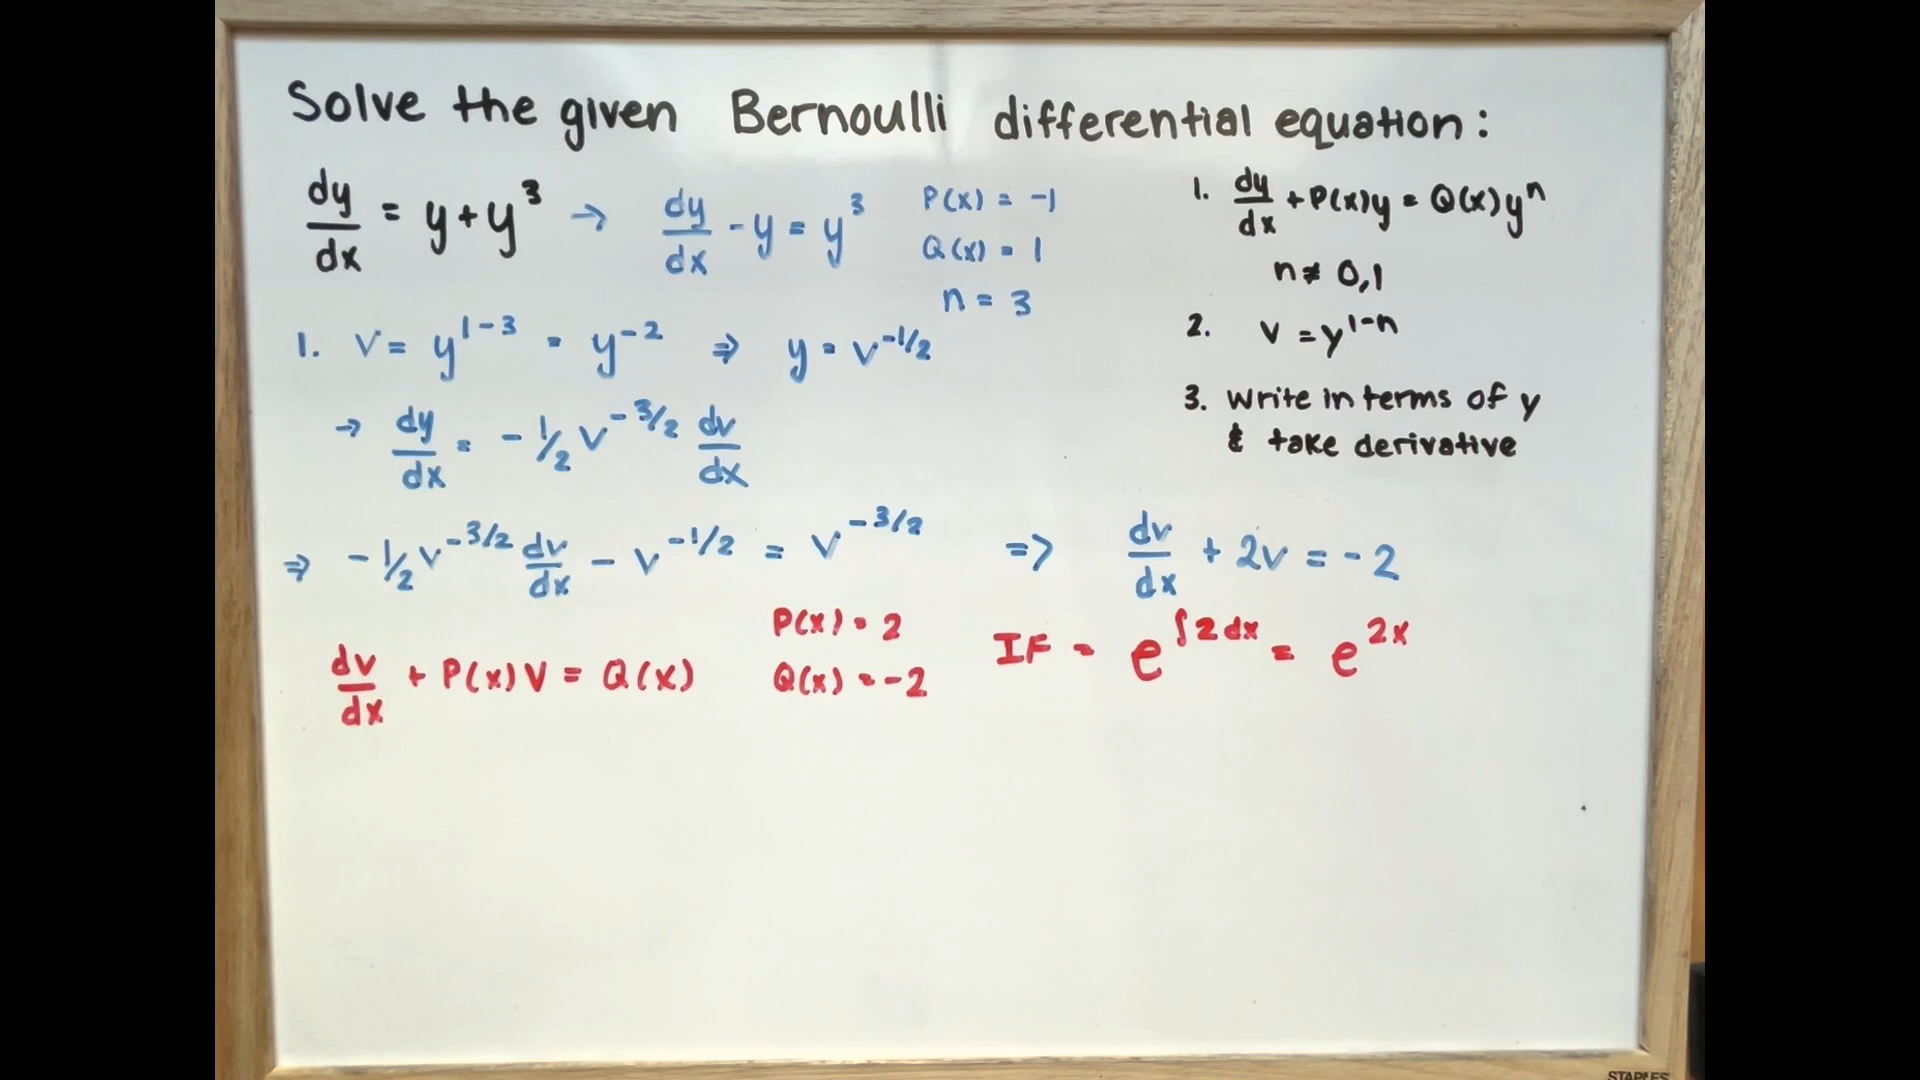 Solve the given Bernoulli differential equation:
dy/dx = y + y³ → dy/dx - y = y³
P(x) = -1
Q(x) = 1
n = 3
1. dy/dx + P(x)y = Q(x)yⁿ
n ≠ 0,1
2. v = y^(1-n)
3. write in terms of y
& take derivative
1. v = y^(1-3) = y^(-2) ⇒ y = v^(-1/2)
→ dy/dx = -1/2 v^(-3/2) dv/dx
⇒ -1/2 v^(-3/2) dv/dx - v^(-1/2) = v^(-3/2) ⇒ dv/dx + 2v = -2
dv/dx + P(x)v = Q(x)
P(x) = 2
Q(x) = -2
IF = e^(∫2dx) = e^(2x)
STAPLES